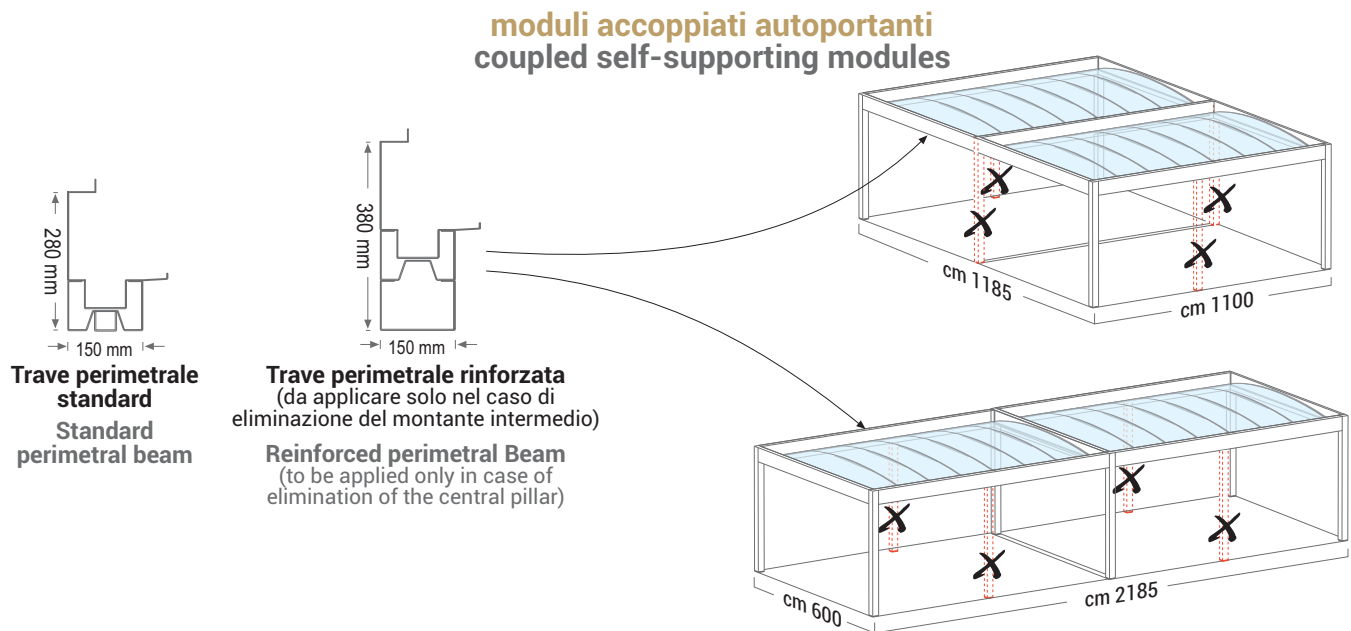 moduli accoppiati autoportanti
coupled self-supporting modules
280 mm
150 mm
Trave perimetrale
standard
Standard
perimetral beam
380 mm
150 mm
Trave perimetrale rinforzata
(da applicare solo nel caso di
eliminazione del montante intermedio)
Reinforced perimetral Beam
(to be applied only in case of
elimination of the central pillar)
cm 1185
cm 1100
cm 600
cm 2185